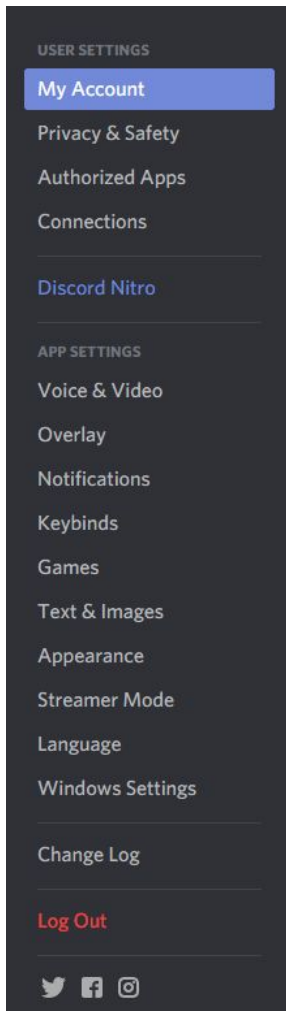 USER SETTINGS
My Account
Privacy & Safety
Authorized Apps
Connections
Discord Nitro
APP SETTINGS
Voice & Video
Overlay
Notifications
Keybinds
Games
Text & Images
Appearance
Streamer Mode
Language
Windows Settings
Change Log
Log Out